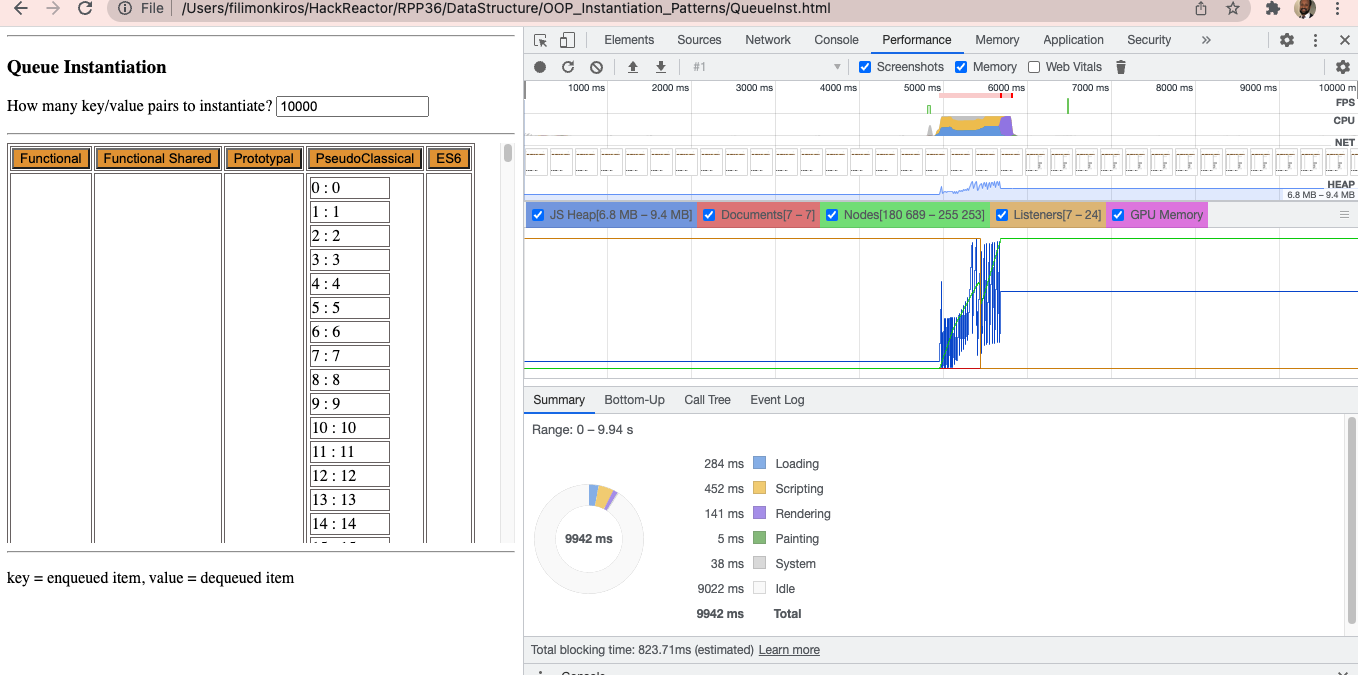 File | /Users/filimonkiros/HackReactor/RPP36/DataStructure/OOP_Instantiation_Patterns/QueueInst.html
Queue Instantiation
How many key/value pairs to instantiate? 10000
Functional Functional Shared Prototypal PseudoClassical ES6
0 : 0
1 : 1
2 : 2
3 : 3
4 : 4
5 : 5
6 : 6
7 : 7
8 : 8
9 : 9
10 : 10
11 : 11
12 : 12
13 : 13
14 : 14
key = enqueued item, value = dequeued item
Elements Sources Network Console Performance Memory Application Security »
#1 Screenshots Memory Web Vitals
1000 ms 2000 ms 3000 ms 4000 ms 5000 ms 6000 ms 7000 ms 8000 ms 9000 ms 10000 m
FPS
CPU
NET
HEAP
6.8 MB – 9.4 MB
JS Heap[6.8 MB – 9.4 MB] Documents[7 – 7] Nodes[180 689 – 255 253] Listeners[7 – 24] GPU Memory
Summary Bottom-Up Call Tree Event Log
Range: 0 – 9.94 s
9942 ms
284 ms Loading
452 ms Scripting
141 ms Rendering
5 ms Painting
38 ms System
9022 ms Idle
9942 ms Total
Total blocking time: 823.71ms (estimated) Learn more
Console